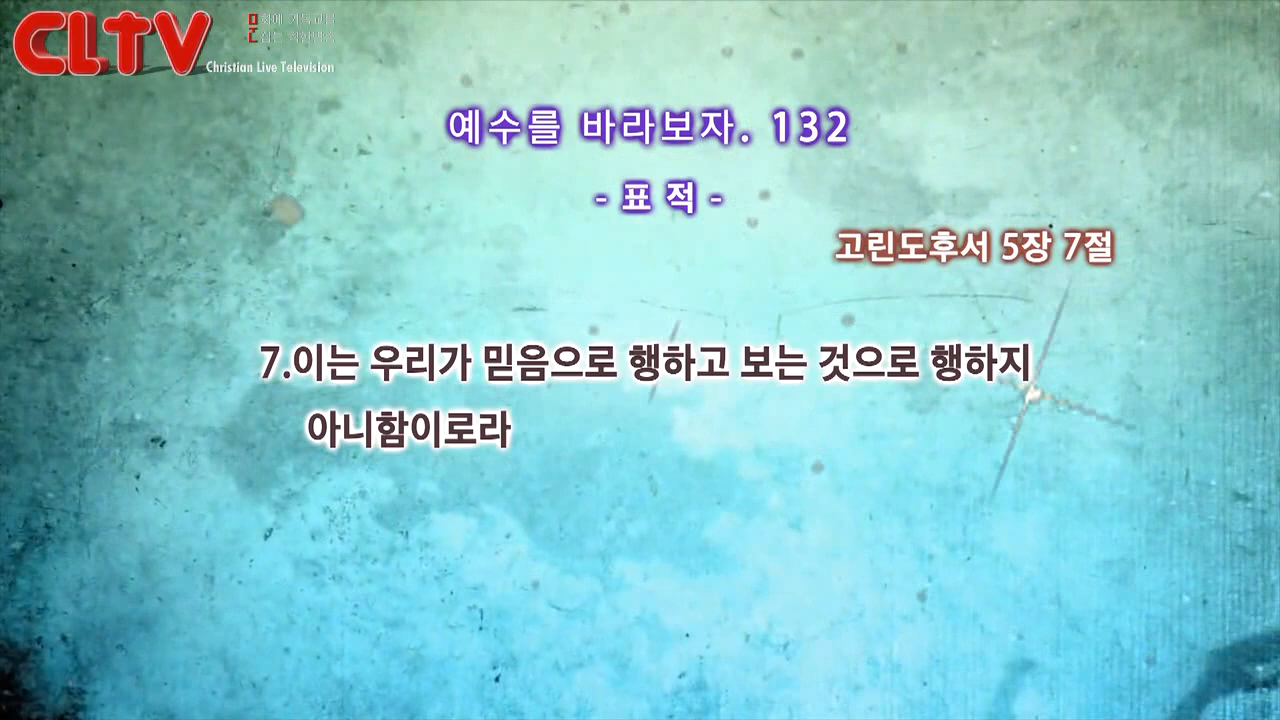 CLTV
Christian Live Television
예수를 바라보자. 132
- 표 적 -
고린도후서 5장 7절
7.이는 우리가 믿음으로 행하고 보는 것으로 행하지
아니함이로라